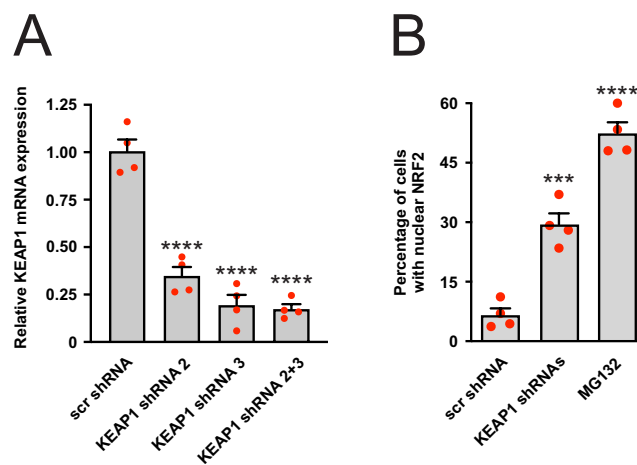 A
Relative KEAP1 mRNA expression
1.25
1.00
0.75
0.50
0.25
0
****
****
****
scr shRNA
KEAP1 shRNA 2
KEAP1 shRNA 3
KEAP1 shRNA 2+3
B
Percentage of cells
with nuclear NRF2
60
45
30
15
0
***
****
scr shRNA
KEAP1 shRNAs
MG132